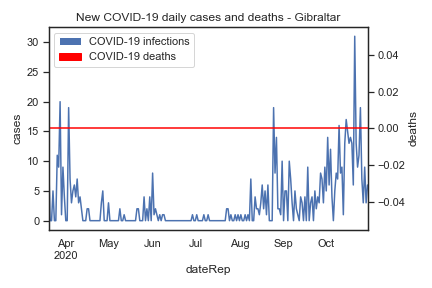 New COVID-19 daily cases and deaths - Gibraltar
COVID-19 infections
COVID-19 deaths
30
25
20
15
10
5
0
cases
0.04
0.02
0.00
−0.02
−0.04
deaths
Apr
2020
May
Jun
Jul
Aug
Sep
Oct
dateRep